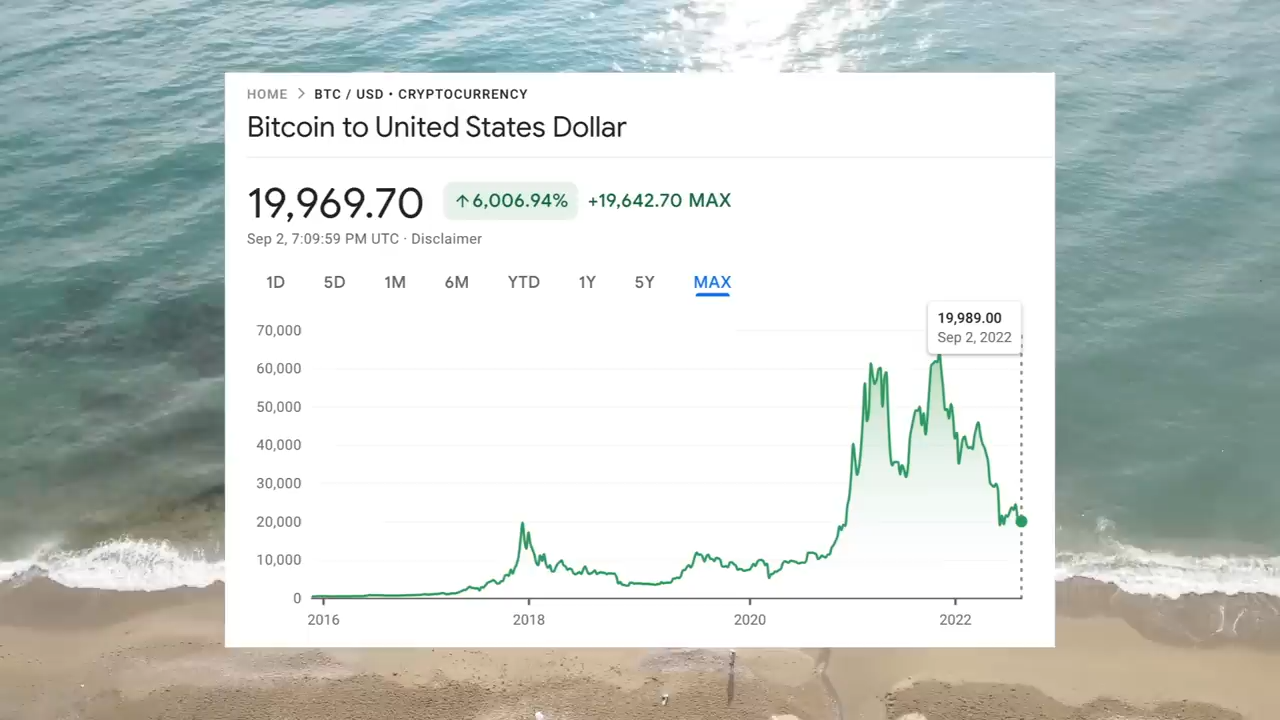 HOME > BTC / USD • CRYPTOCURRENCY
Bitcoin to United States Dollar
19,969.70 ↑ 6,006.94% +19,642.70 MAX
Sep 2, 7:09:59 PM UTC · Disclaimer
1D 5D 1M 6M YTD 1Y 5Y MAX
19,989.00
Sep 2, 2022
70,000
60,000
50,000
40,000
30,000
20,000
10,000
0
2016 2018 2020 2022